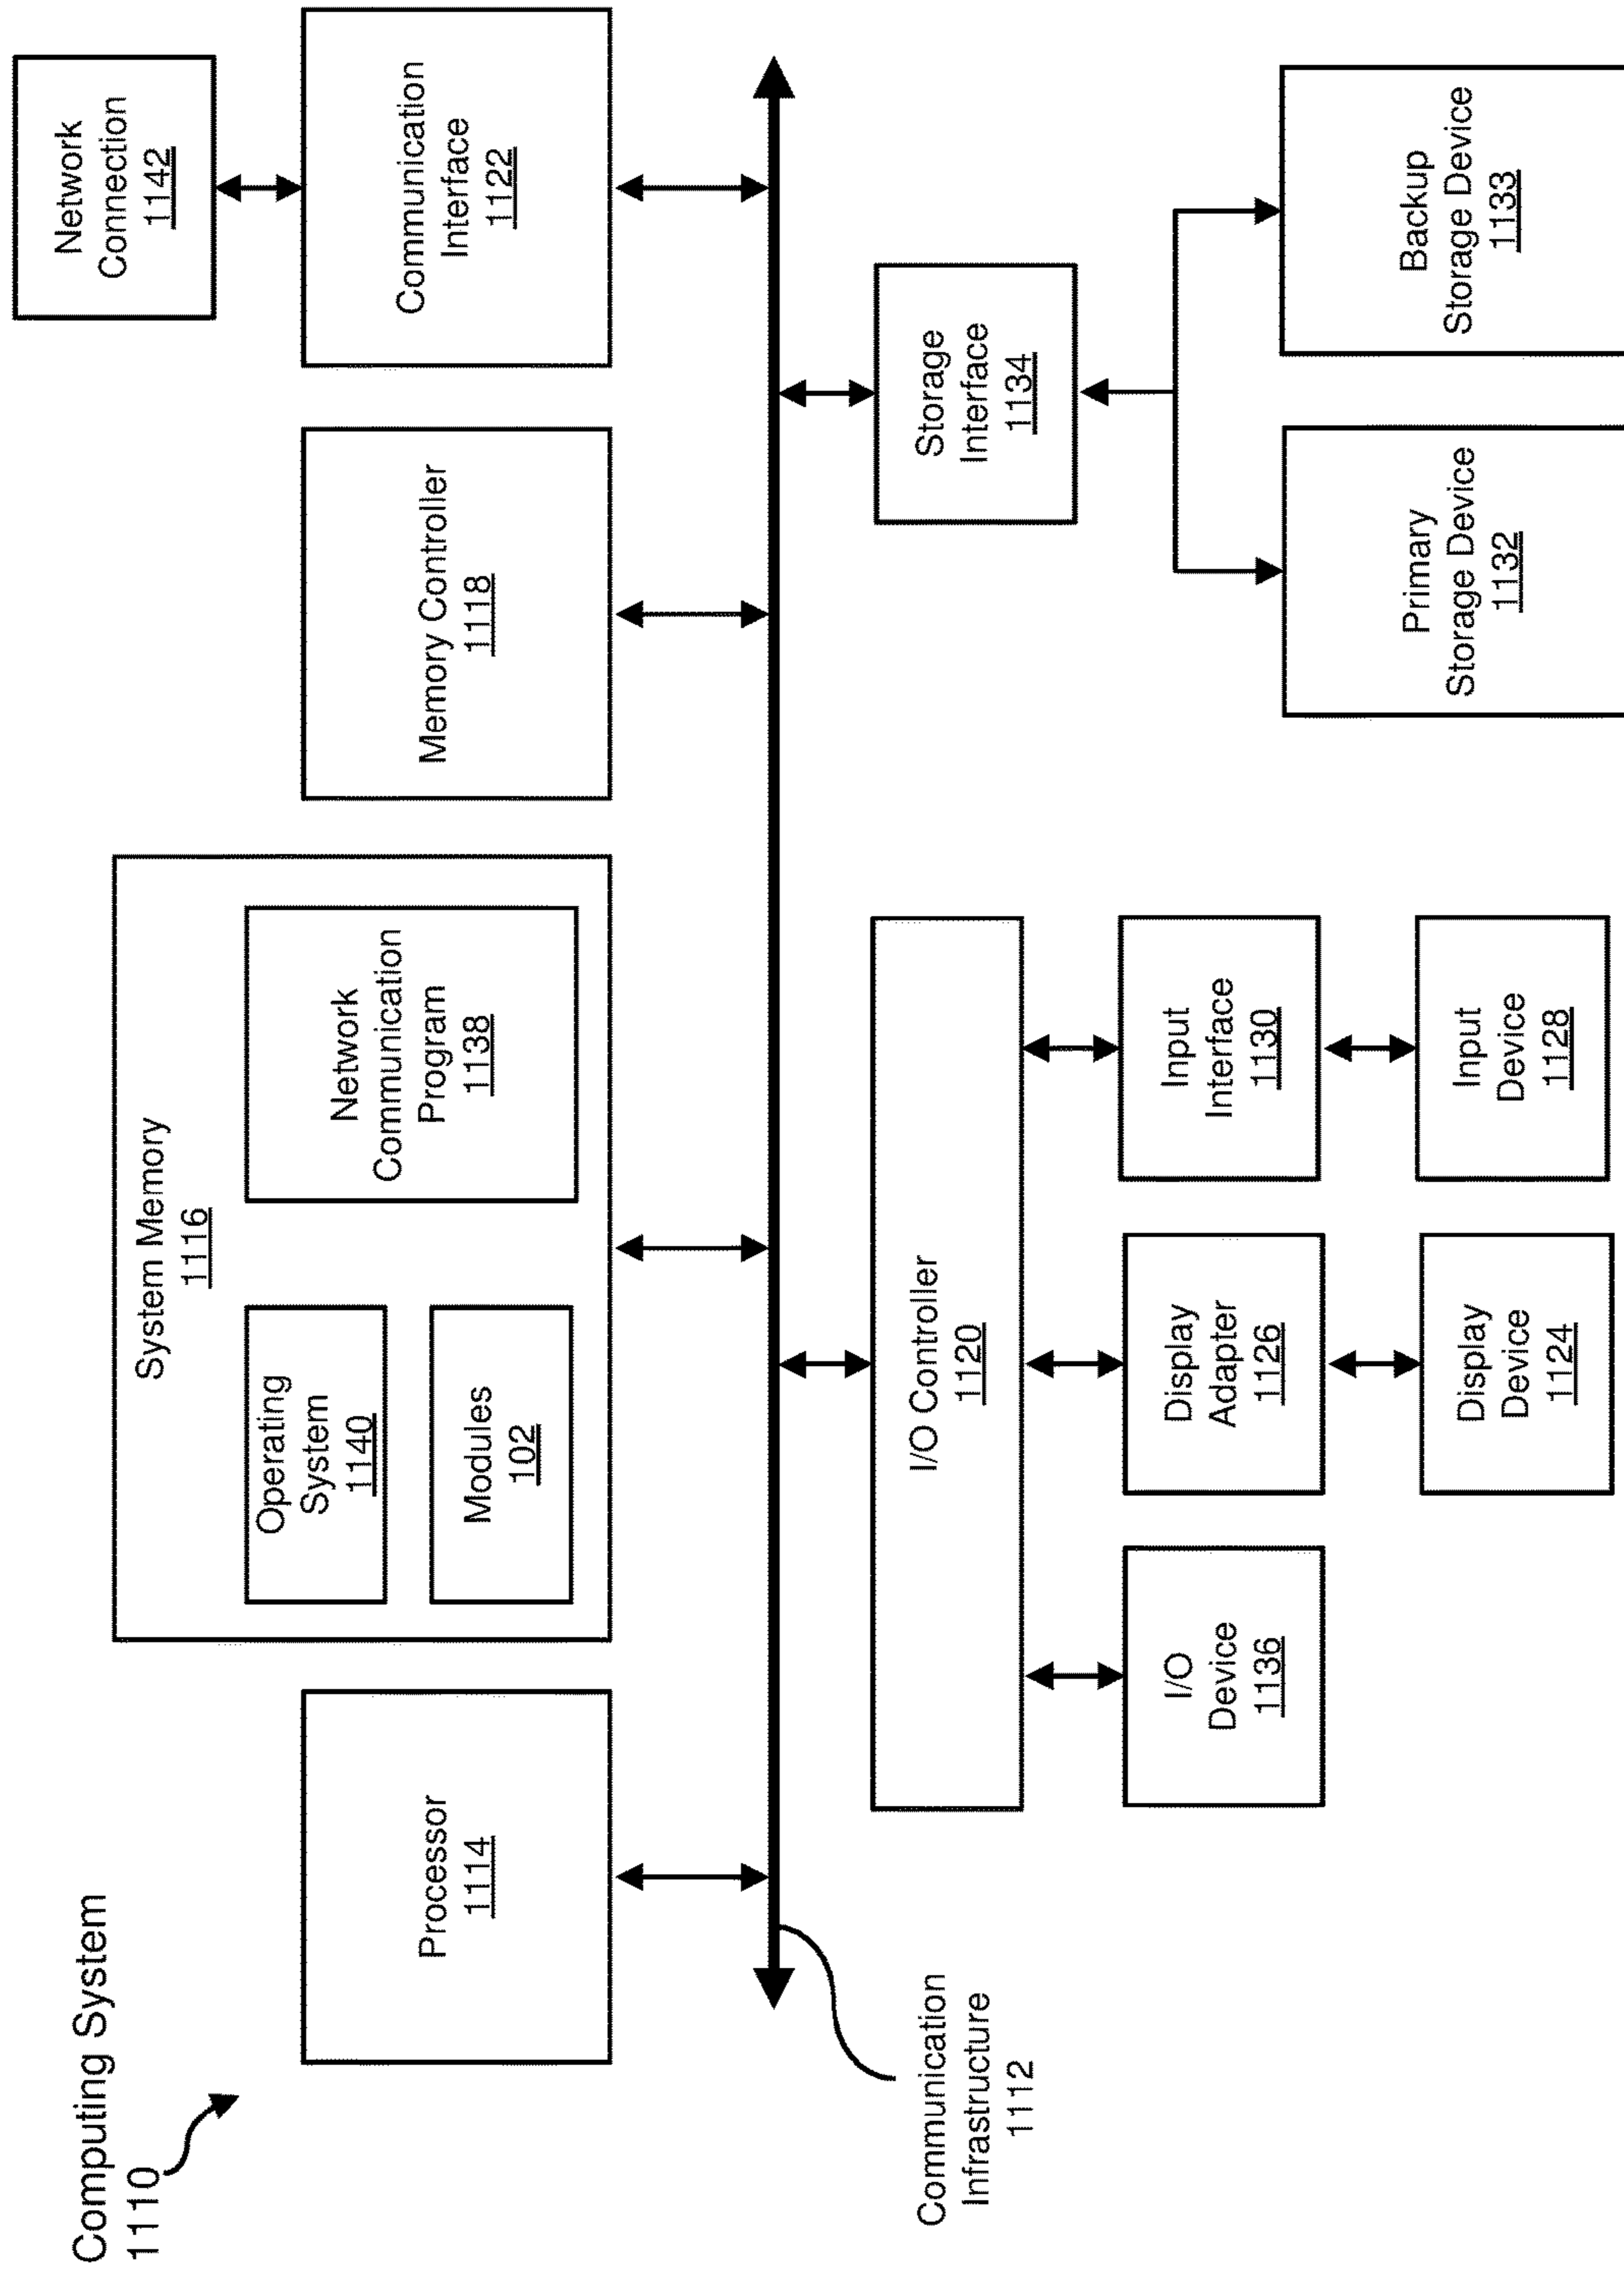 Computing System
1110
Processor
1114
System Memory
1116
Operating
System
1140
Modules
102
Network
Communication
Program
1138
Memory Controller
1118
Communication
Interface
1122
Network
Connection
1142
Communication
Infrastructure
1112
I/O Controller
1120
I/O
Device
1136
Display
Adapter
1126
Input
Interface
1130
Display
Device
1124
Input
Device
1128
Storage
Interface
1134
Primary
Storage Device
1132
Backup
Storage Device
1133